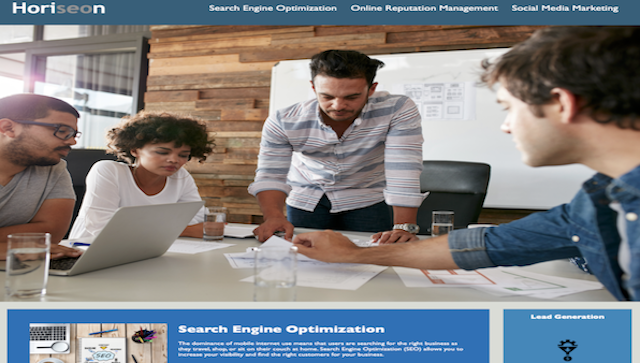 Horiseon
Search Engine Optimization Online Reputation Management Social Media Marketing
Search Engine Optimization
The dominance of mobile internet use means that users are searching for the right business as
they travel, shop, or sit on their couch at home. Search Engine Optimization (SEO) allows you to
increase your visibility and find the right customers for your business.
SEO
Lead Generation